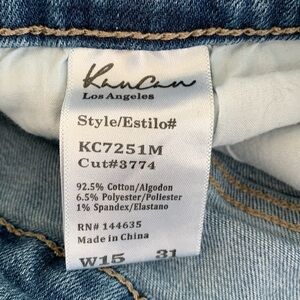 KanCan
Los Angeles
Style/Estilo#
KC7251M
Cut#3774
92.5% Cotton/Algodon
6.5% Polyester/Poliester
1% Spandex/Elastano
RN# 144635
Made in China
W15 31